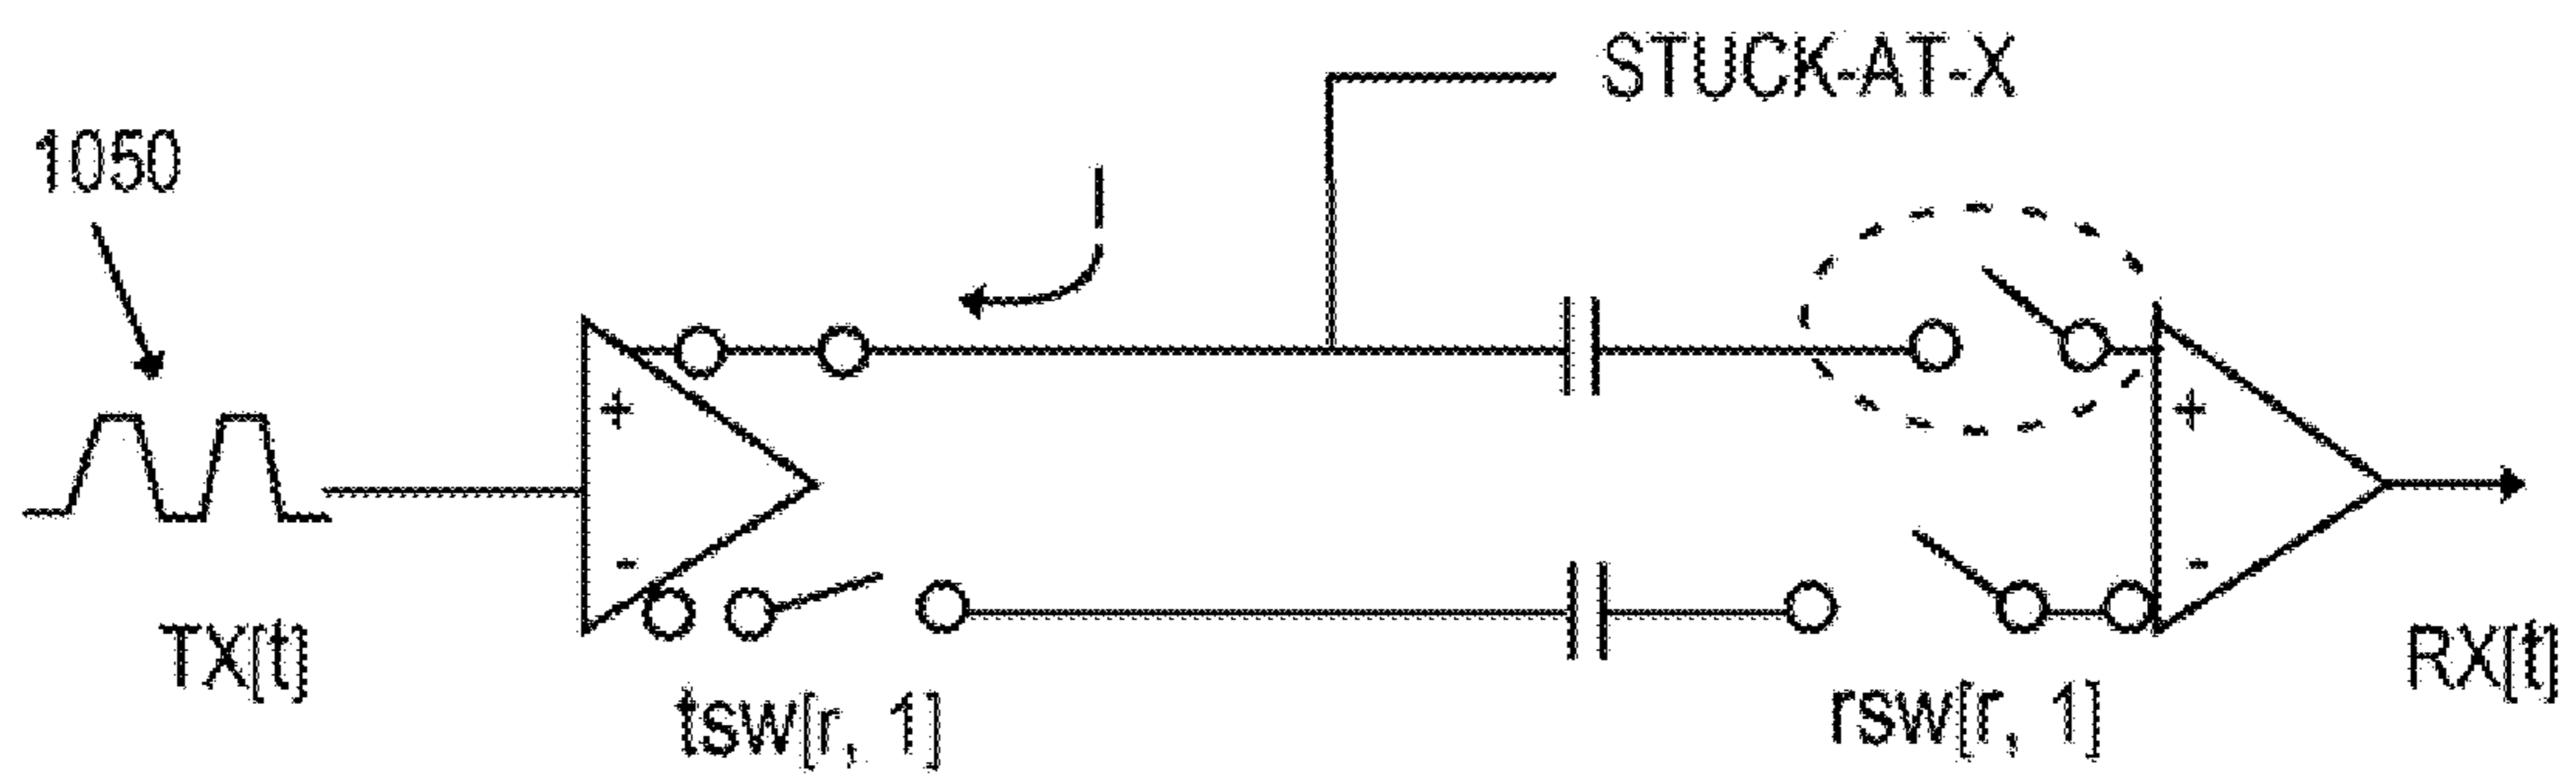 STUCK-AT-X
1050
I
+ +
- -
TX[t]
tsw[r, 1]
rsw[r, 1]
RX[t]